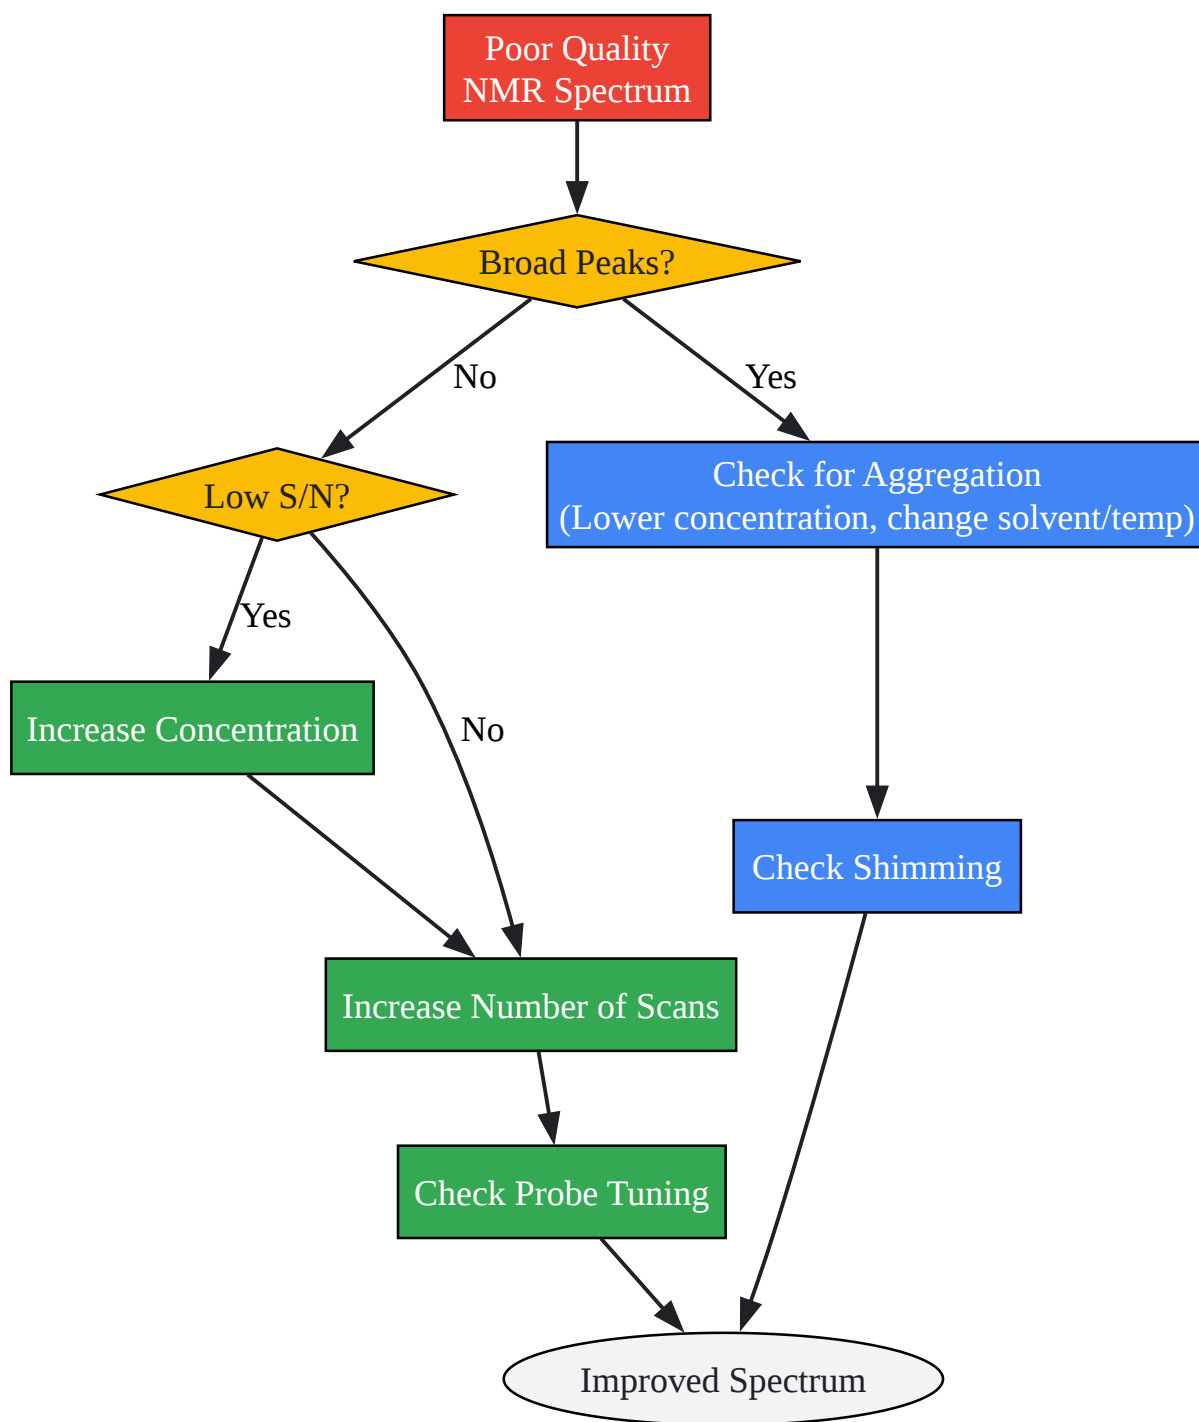 Poor Quality
NMR Spectrum
Broad Peaks?
No
Yes
Low S/N?
Check for Aggregation
(Lower concentration, change solvent/temp)
Yes
Increase Concentration
No
Check Shimming
Increase Number of Scans
Check Probe Tuning
Improved Spectrum